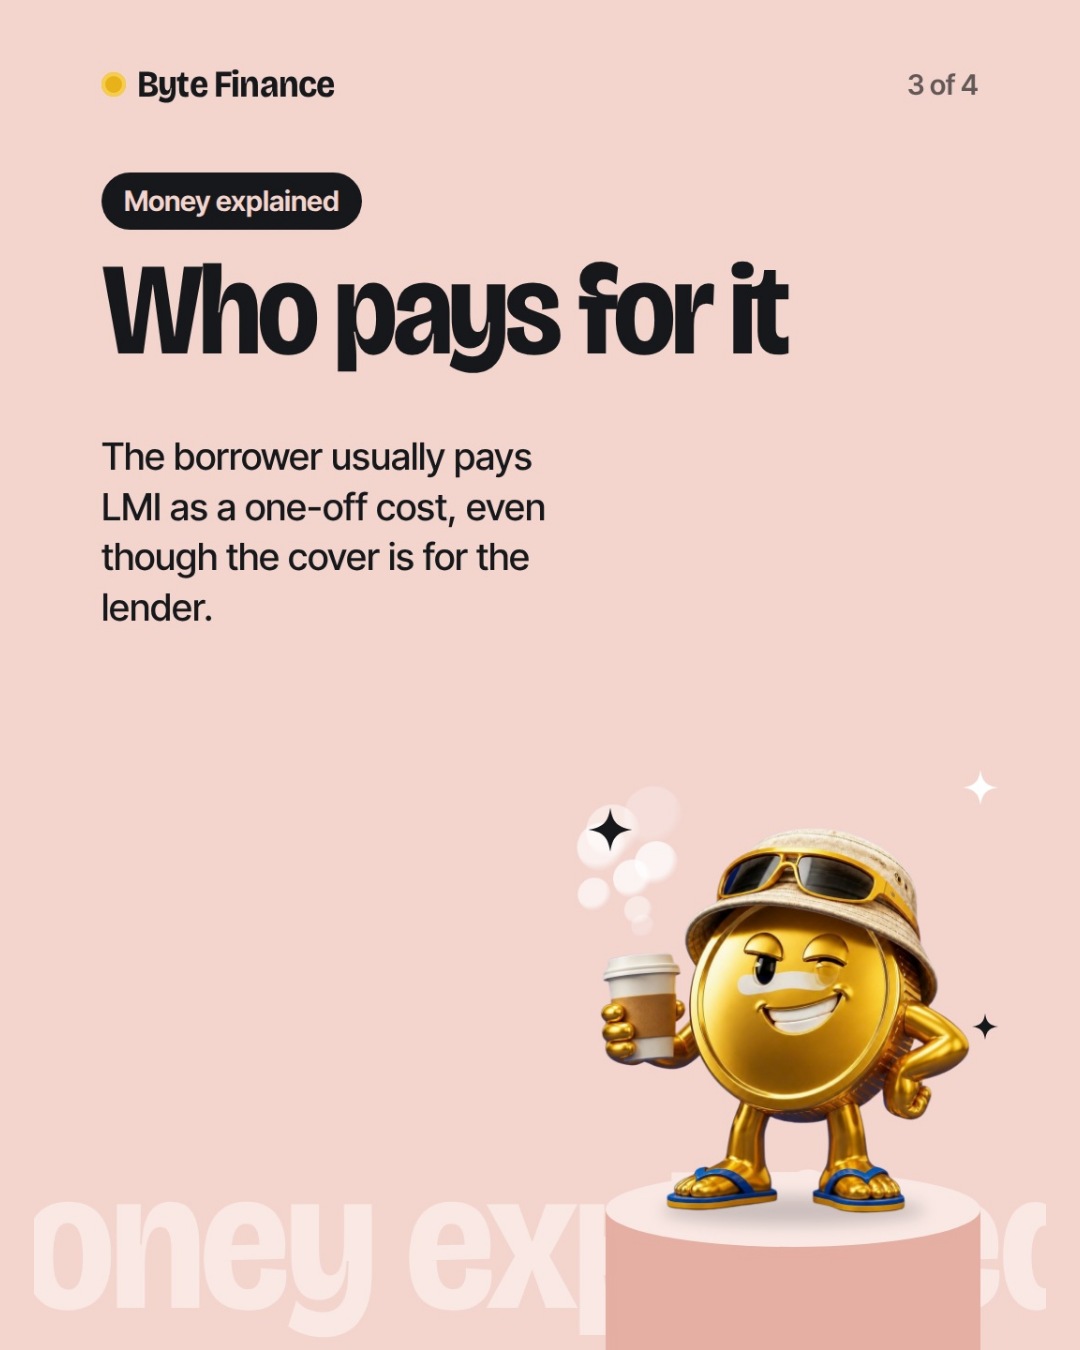 Byte Finance
3 of 4
Money explained
Who pays for it
The borrower usually pays
LMI as a one-off cost, even
though the cover is for the
lender.
oney exp ed